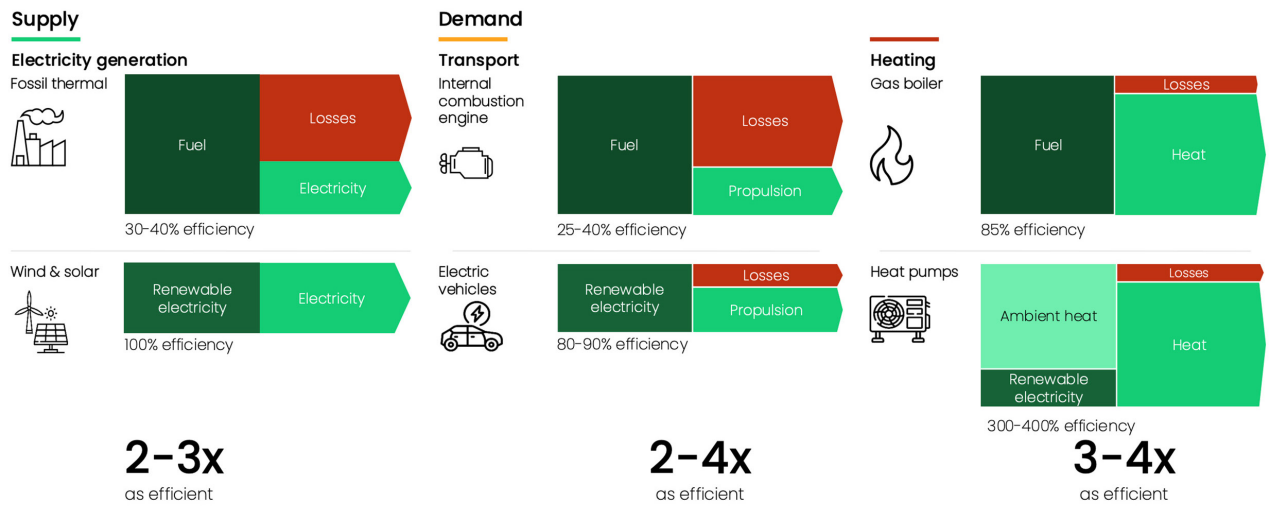 Supply
Electricity generation
Fossil thermal
Fuel
Losses
Electricity
30-40% efficiency
Wind & solar
Renewable
electricity
Electricity
100% efficiency
2-3x
as efficient
Demand
Transport
Internal
combustion
engine
Fuel
Losses
Propulsion
25-40% efficiency
Electric
vehicles
Renewable
electricity
Losses
Propulsion
80-90% efficiency
2-4x
as efficient
Heating
Gas boiler
Fuel
Losses
Heat
85% efficiency
Heat pumps
Ambient heat
Renewable
electricity
Losses
Heat
300-400% efficiency
3-4x
as efficient